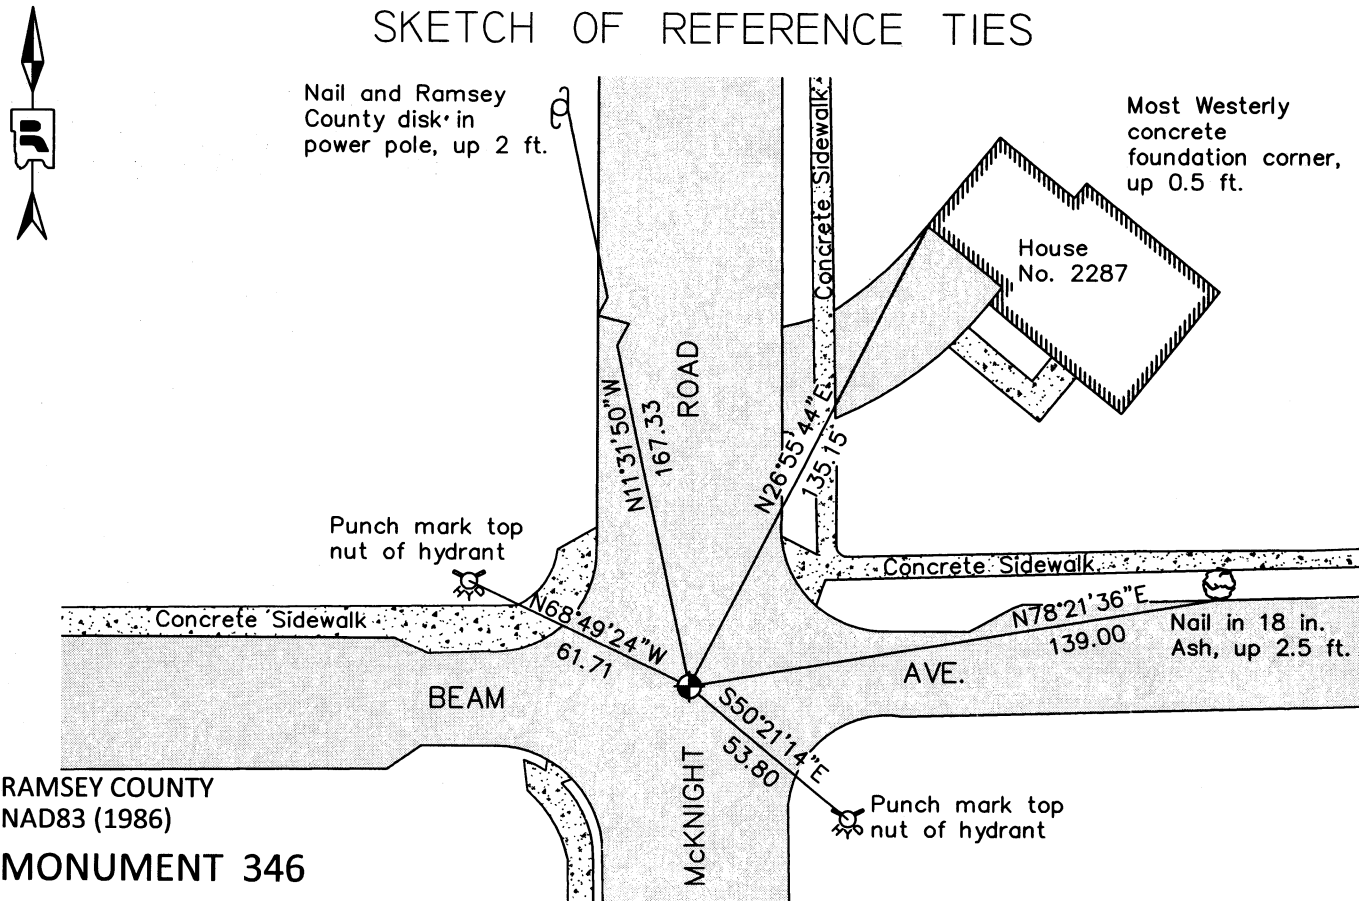 SKETCH OF REFERENCE TIES
Nail and Ramsey
County disk in
power pole, up 2 ft.
Concrete Sidewalk
Most Westerly
concrete
foundation corner,
up 0.5 ft.
House
No. 2287
ROAD
N11°31'50"W
167.33
N26°55'44"E
135.15
Punch mark top
nut of hydrant
Concrete Sidewalk
Concrete Sidewalk
N68°49'24"W
61.71
N78°21'36"E
139.00
Nail in 18 in.
Ash, up 2.5 ft.
BEAM
AVE.
S50°21'14"E
53.80
McKNIGHT
Punch mark top
nut of hydrant
RAMSEY COUNTY
NAD83 (1986)
MONUMENT 346